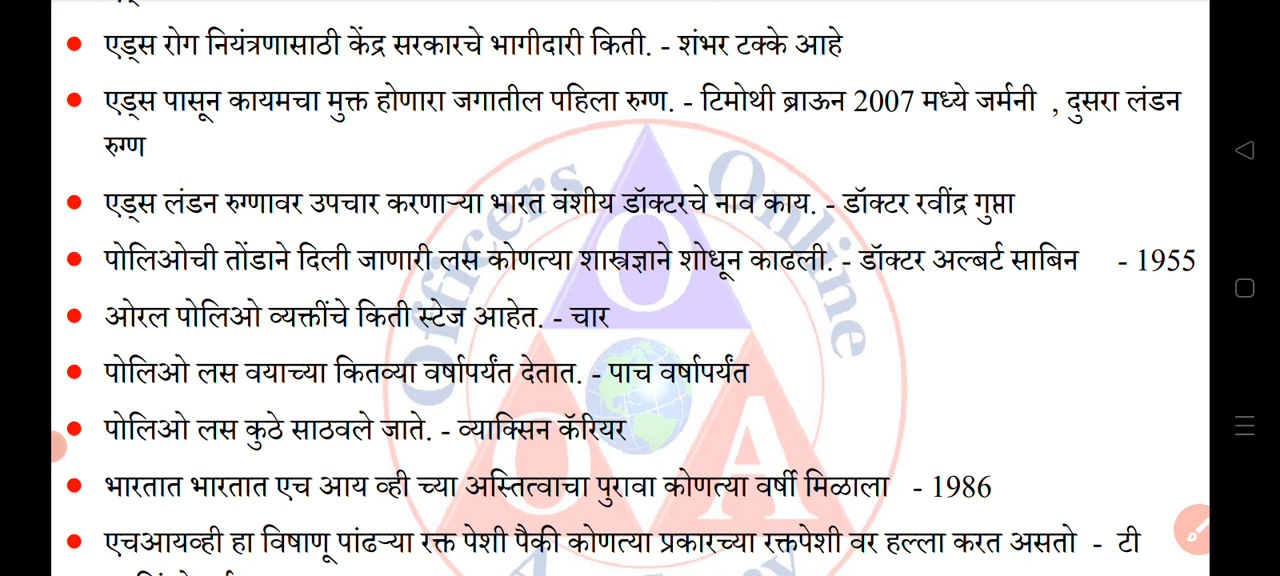 एड्स रोग नियंत्रणासाठी केंद्र सरकारचे भागीदारी किती. - शंभर टक्के आहे
एड्स पासून कायमचा मुक्त होणारा जगातील पहिला रुग्ण. - टिमोथी ब्राऊन 2007 मध्ये जर्मनी , दुसरा लंडन
रुग्ण
एड्स लंडन रुग्णावर उपचार करणाऱ्या भारत वंशीय डॉक्टरचे नाव काय. - डॉक्टर रवींद्र गुप्ता
पोलिओची तोंडाने दिली जाणारी लस कोणत्या शास्त्रज्ञाने शोधून काढली. - डॉक्टर अल्बर्ट साबिन - 1955
ओरल पोलिओ व्यक्तींचे किती स्टेज आहेत. - चार
पोलिओ लस वयाच्या कितव्या वर्षापर्यंत देतात. - पाच वर्षापर्यंत
पोलिओ लस कुठे साठवले जाते. - व्याक्सिन कॅरियर
भारतात भारतात एच आय व्ही च्या अस्तित्वाचा पुरावा कोणत्या वर्षी मिळाला - 1986
एचआयव्ही हा विषाणू पांढऱ्या रक्त पेशी पैकी कोणत्या प्रकारच्या रक्तपेशी वर हल्ला करत असतो - टी
Officers Online
O
O A